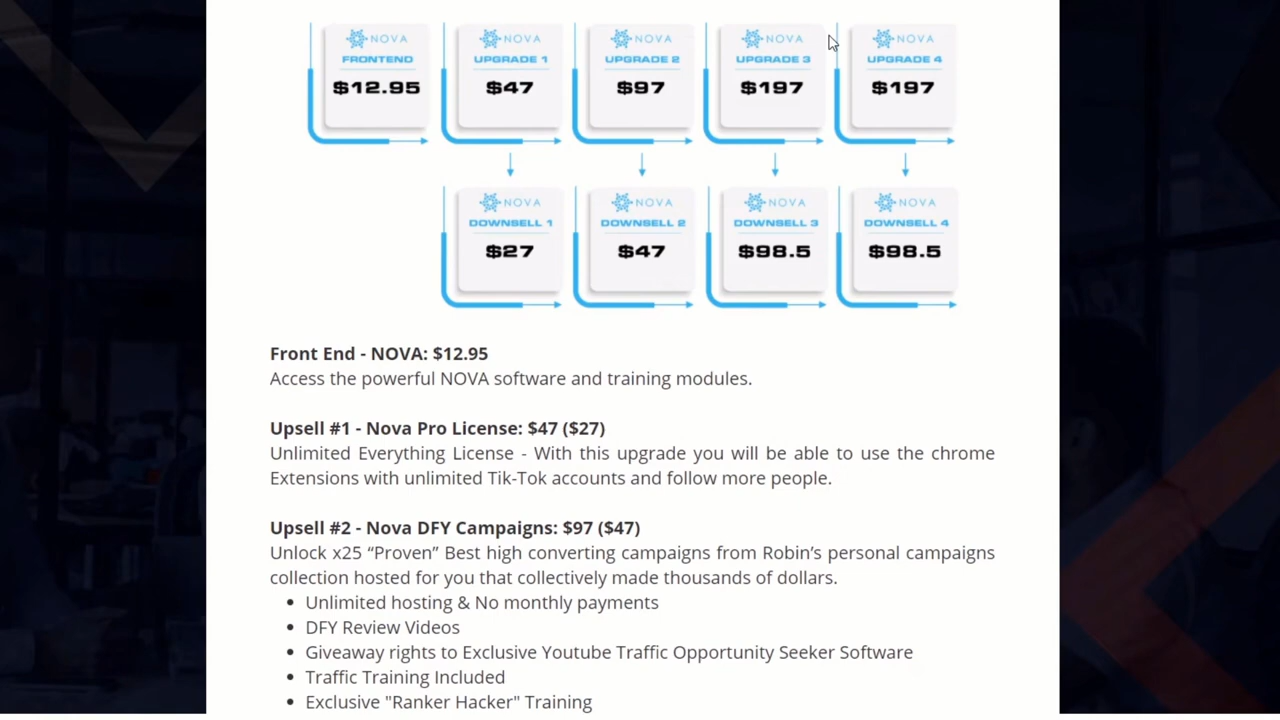 NOVA NOVA NOVA NOVA NOVA
FRONTEND UPGRADE 1 UPGRADE 2 UPGRADE 3 UPGRADE 4
$12.95 $47 $97 $197 $197
NOVA NOVA NOVA NOVA
DOWNSELL 1 DOWNSELL 2 DOWNSELL 3 DOWNSELL 4
$27 $47 $98.5 $98.5
Front End - NOVA: $12.95
Access the powerful NOVA software and training modules.
Upsell #1 - Nova Pro License: $47 ($27)
Unlimited Everything License - With this upgrade you will be able to use the chrome
Extensions with unlimited Tik-Tok accounts and follow more people.
Upsell #2 - Nova DFY Campaigns: $97 ($47)
Unlock x25 “Proven” Best high converting campaigns from Robin’s personal campaigns
collection hosted for you that collectively made thousands of dollars.
• Unlimited hosting & No monthly payments
• DFY Review Videos
• Giveaway rights to Exclusive Youtube Traffic Opportunity Seeker Software
• Traffic Training Included
• Exclusive "Ranker Hacker" Training